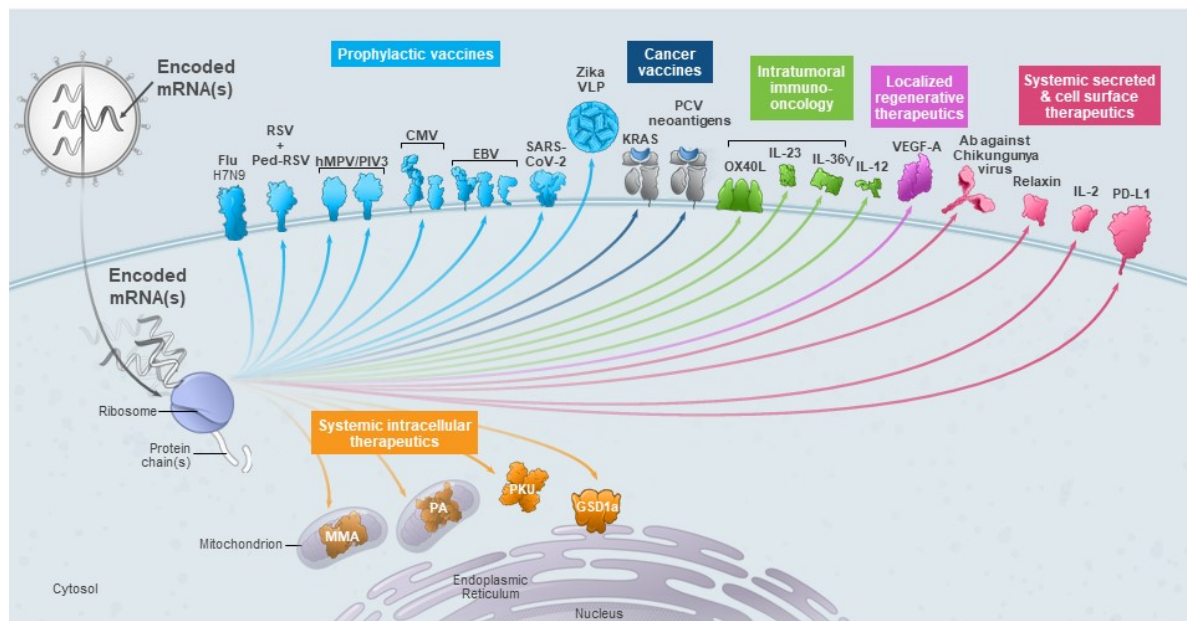 Encoded
mRNA(s)
Prophylactic vaccines
Cancer
vaccines
Intratumoral
immuno-
oncology
Localized
regenerative
therapeutics
Systemic secreted
& cell surface
therapeutics
Flu
H7N9
RSV
+
Ped-RSV
hMPV/PIV3
CMV
EBV
SARS-
CoV-2
Zika
VLP
KRAS
PCV
neoantigens
OX40L
IL-23
IL-36γ
IL-12
VEGF-A
Ab against
Chikungunya
virus
Relaxin
IL-2
PD-L1
Encoded
mRNA(s)
Ribosome
Protein
chain(s)
Systemic intracellular
therapeutics
MMA
PA
PKU
GSD1a
Mitochondrion
Cytosol
Endoplasmic
Reticulum
Nucleus